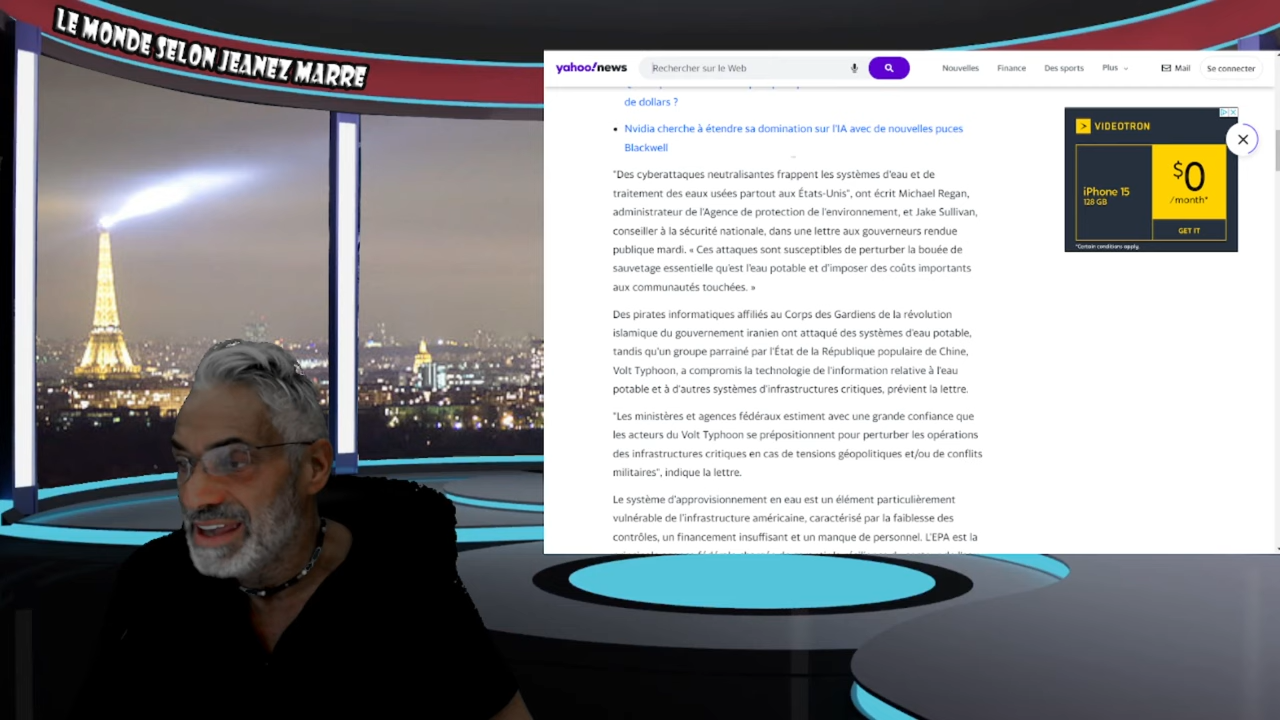 LE MONDE SELON JEANEZ MARRE
yahoo!news
Rechercher sur le Web
Nouvelles
Finance
Des sports
Plus
Mail
Se connecter
de dollars ?
• Nvidia cherche à étendre sa domination sur l'IA avec de nouvelles puces
Blackwell
"Des cyberattaques neutralisantes frappent les systèmes d'eau et de
traitement des eaux usées partout aux États-Unis", ont écrit Michael Regan,
administrateur de l'Agence de protection de l'environnement, et Jake Sullivan,
conseiller à la sécurité nationale, dans une lettre aux gouverneurs rendue
publique mardi. « Ces attaques sont susceptibles de perturber la bouée de
sauvetage essentielle qu'est l'eau potable et d'imposer des coûts importants
aux communautés touchées. »
Des pirates informatiques affiliés au Corps des Gardiens de la révolution
islamique du gouvernement iranien ont attaqué des systèmes d'eau potable,
tandis qu'un groupe parrainé par l'État de la République populaire de Chine,
Volt Typhoon, a compromis la technologie de l'information relative à l'eau
potable et à d'autres systèmes d'infrastructures critiques, prévient la lettre.
"Les ministères et agences fédéraux estiment avec une grande confiance que
les acteurs du Volt Typhoon se prépositionnent pour perturber les opérations
des infrastructures critiques en cas de tensions géopolitiques et/ou de conflits
militaires", indique la lettre.
Le système d'approvisionnement en eau est un élément particulièrement
vulnérable de l'infrastructure américaine, caractérisé par la faiblesse des
contrôles, un financement insuffisant et un manque de personnel. L'EPA est la
VIDEOTRON
iPhone 15
128 GB
$0
/month*
GET IT
*Certain conditions apply.